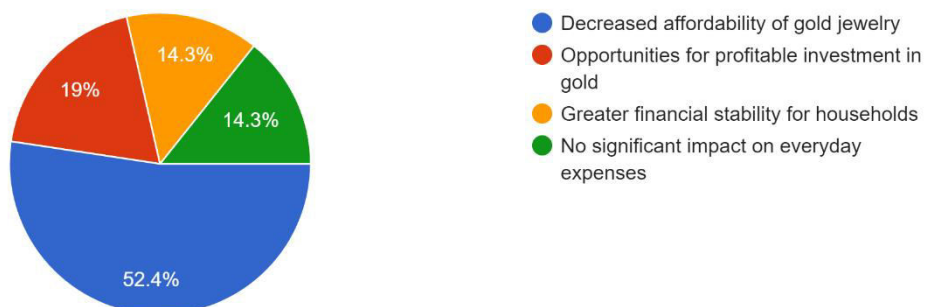 14.3%
19%
14.3%
52.4%
Decreased affordability of gold jewelry
Opportunities for profitable investment in
gold
Greater financial stability for households
No significant impact on everyday
expenses